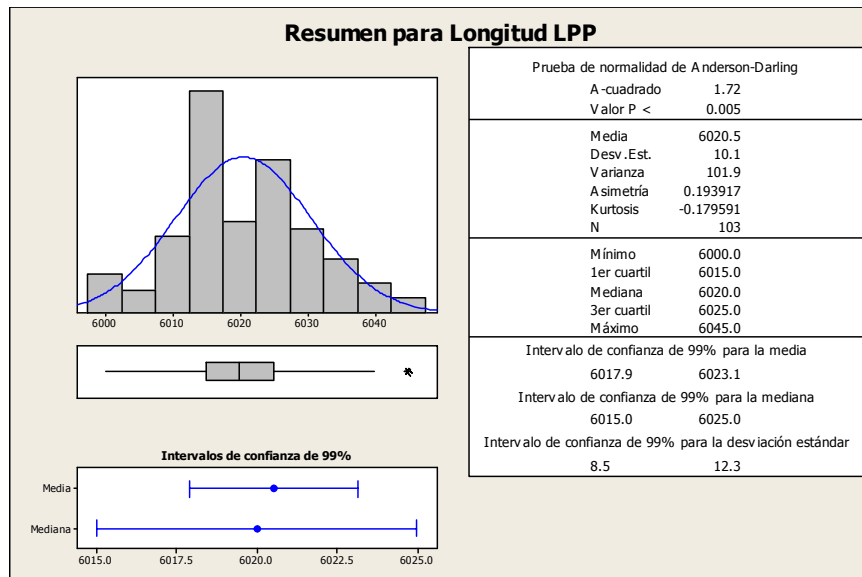 Resumen para Longitud LPP
6000 6010 6020 6030 6040
Intervalos de confianza de 99%
Media
Mediana
6015.0 6017.5 6020.0 6022.5 6025.0
Prueba de normalidad de Anderson-Darling
A-cuadrado 1.72
Valor P < 0.005
Media 6020.5
Desv.Est. 10.1
Varianza 101.9
Asimetría 0.193917
Kurtosis -0.179591
N 103
Mínimo 6000.0
1er cuartil 6015.0
Mediana 6020.0
3er cuartil 6025.0
Máximo 6045.0
Intervalo de confianza de 99% para la media
6017.9 6023.1
Intervalo de confianza de 99% para la mediana
6015.0 6025.0
Intervalo de confianza de 99% para la desviación estándar
8.5 12.3